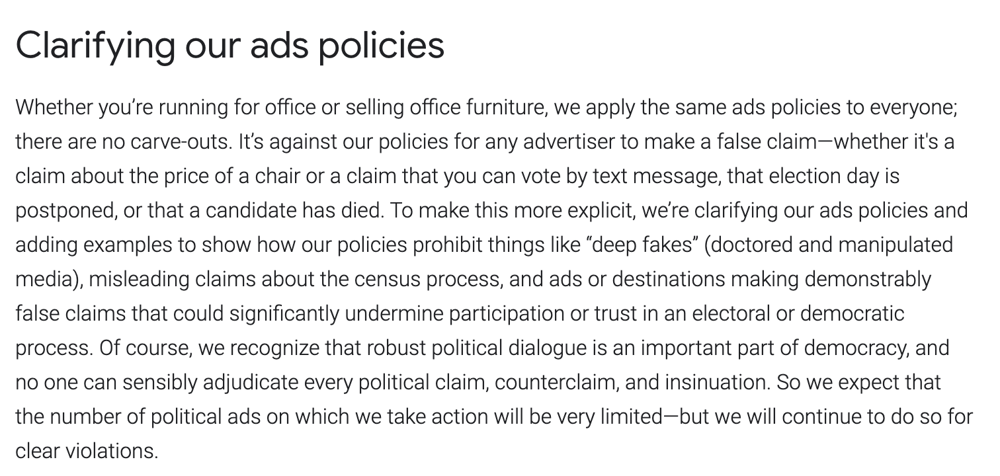 Clarifying our ads policies
Whether you’re running for office or selling office furniture, we apply the same ads policies to everyone;
there are no carve-outs. It’s against our policies for any advertiser to make a false claim—whether it's a
claim about the price of a chair or a claim that you can vote by text message, that election day is
postponed, or that a candidate has died. To make this more explicit, we’re clarifying our ads policies and
adding examples to show how our policies prohibit things like “deep fakes” (doctored and manipulated
media), misleading claims about the census process, and ads or destinations making demonstrably
false claims that could significantly undermine participation or trust in an electoral or democratic
process. Of course, we recognize that robust political dialogue is an important part of democracy, and
no one can sensibly adjudicate every political claim, counterclaim, and insinuation. So we expect that
the number of political ads on which we take action will be very limited—but we will continue to do so for
clear violations.